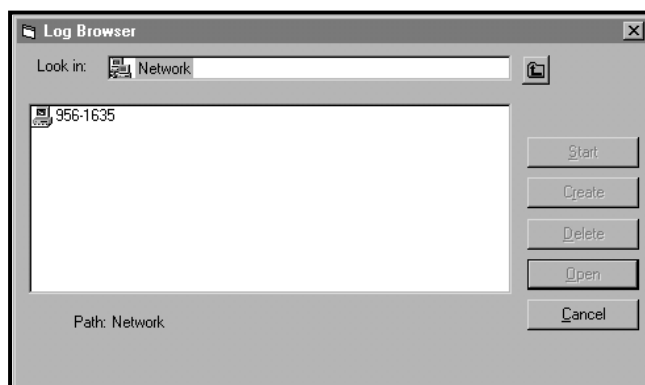 Log Browser
Look in: Network
956-1635
Start
Create
Delete
Open
Cancel
Path: Network